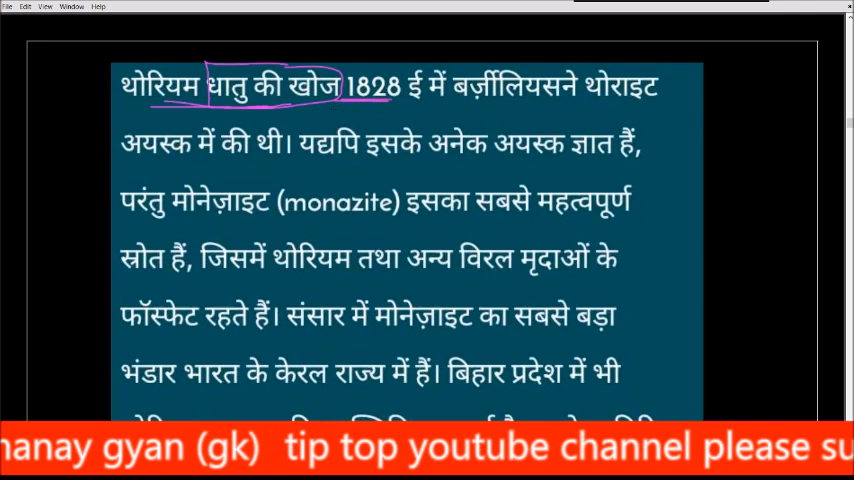 File Edit View Window Help
थोरियम धातु की खोज 1828 ई में बर्ज़ीलियसने थोराइट
अयस्क में की थी। यद्यपि इसके अनेक अयस्क ज्ञात हैं,
परंतु मोनेज़ाइट (monazite) इसका सबसे महत्वपूर्ण
स्रोत हैं, जिसमें थोरियम तथा अन्य विरल मृदाओं के
फॉस्फेट रहते हैं। संसार में मोनेज़ाइट का सबसे बड़ा
भंडार भारत के केरल राज्य में हैं। बिहार प्रदेश में भी
gyan (gk) tip top youtube channel please